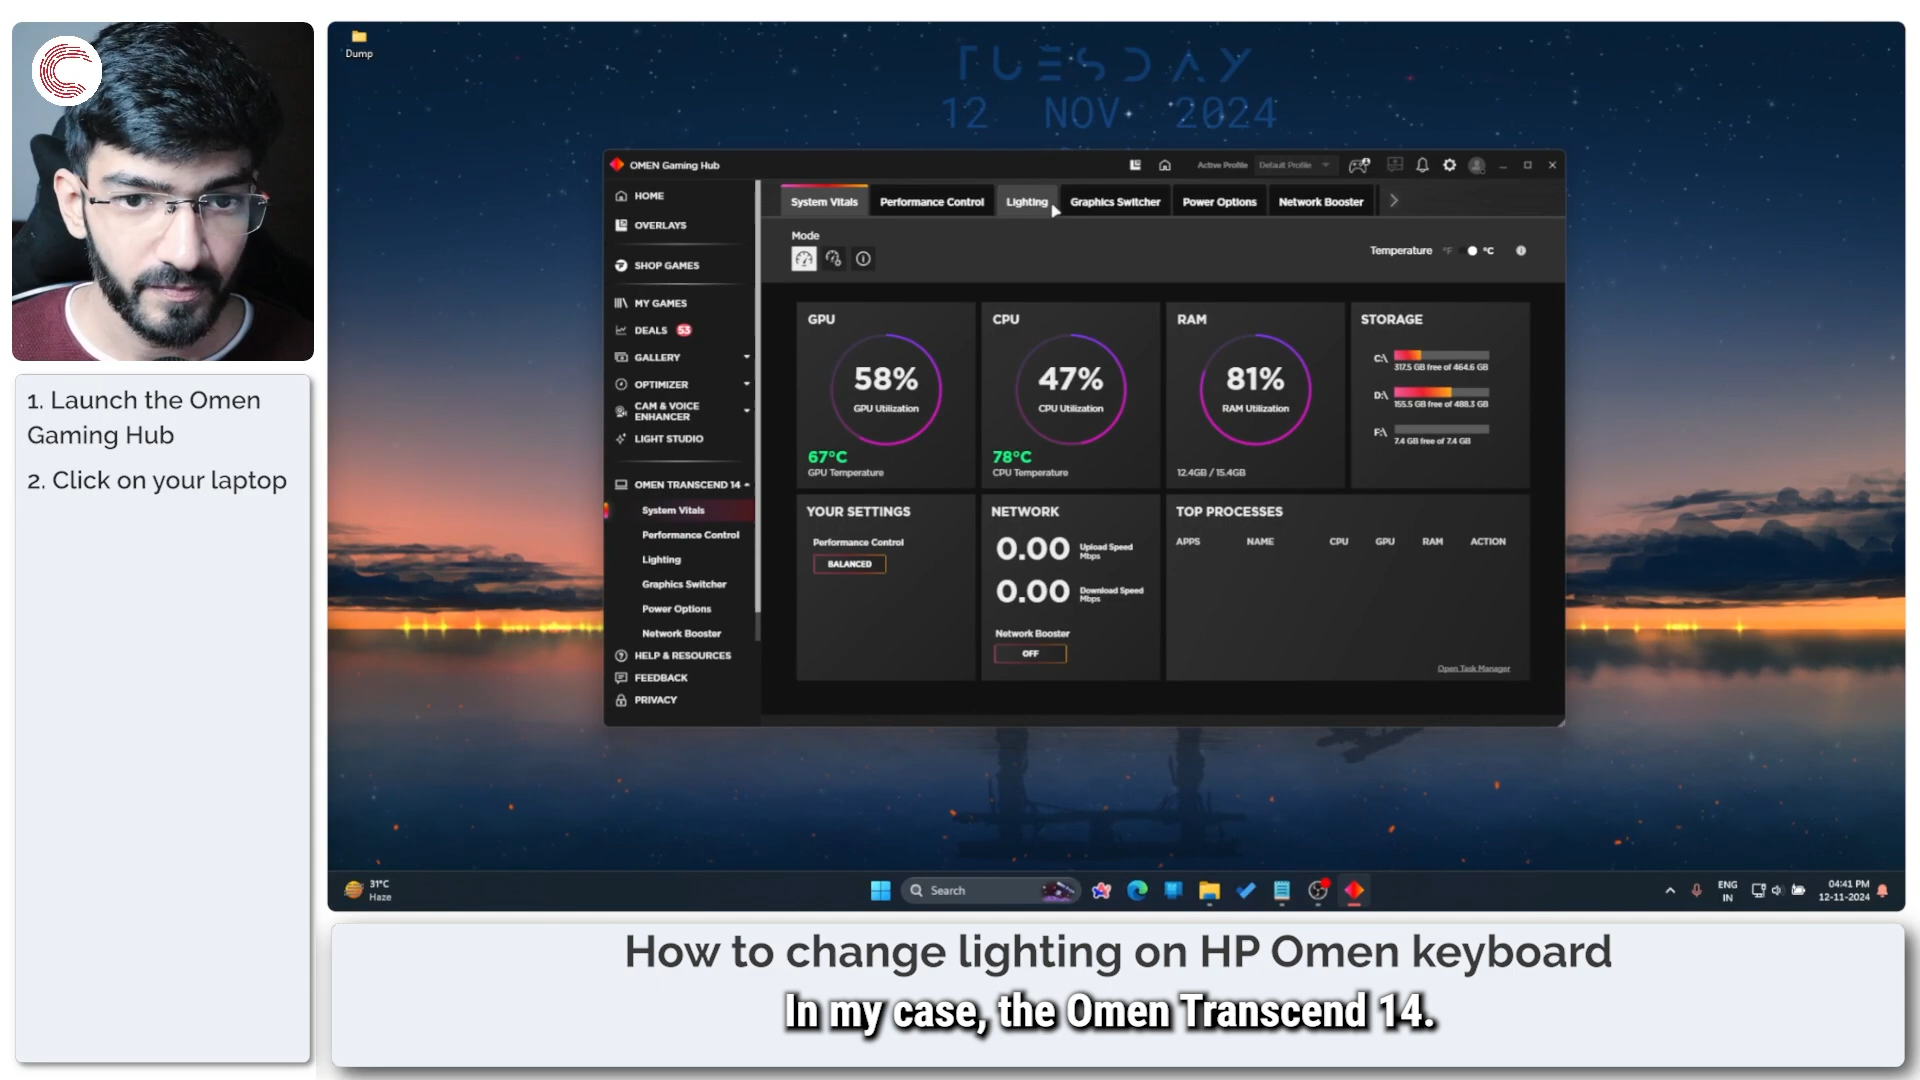 Dump
TUESDAY
12 NOV 2024
1. Launch the Omen
Gaming Hub
2. Click on your laptop
OMEN Gaming Hub
Active Profile
Default Profile
HOME
OVERLAYS
SHOP GAMES
MY GAMES
DEALS 53
GALLERY
OPTIMIZER
CAM & VOICE
ENHANCER
LIGHT STUDIO
OMEN TRANSCEND 14
System Vitals
Performance Control
Lighting
Graphics Switcher
Power Options
Network Booster
HELP & RESOURCES
FEEDBACK
PRIVACY
System Vitals
Performance Control
Lighting
Graphics Switcher
Power Options
Network Booster
Mode
Temperature °F °C
GPU
58%
GPU Utilization
67°C
GPU Temperature
CPU
47%
CPU Utilization
78°C
CPU Temperature
RAM
81%
RAM Utilization
12.4GB / 15.4GB
STORAGE
C:\
317.5 GB free of 464.6 GB
D:\
155.5 GB free of 488.3 GB
F:\
7.4 GB free of 7.4 GB
YOUR SETTINGS
Performance Control
BALANCED
NETWORK
0.00 Upload Speed
Mbps
0.00 Download Speed
Mbps
Network Booster
OFF
TOP PROCESSES
APPS NAME CPU GPU RAM ACTION
Open Task Manager
31°C
Haze
Search
ENG
IN
04:41 PM
12-11-2024
How to change lighting on HP Omen keyboard
In my case, the Omen Transcend 14.